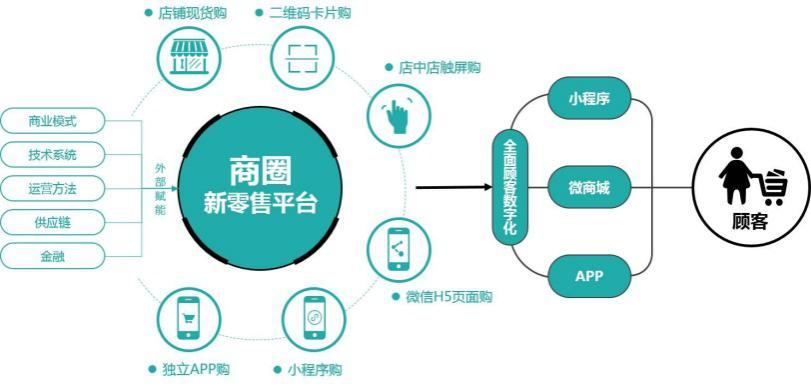 店铺现货购
二维码卡片购
店中店触屏购
微信H5页面购
小程序购
独立APP购
商业模式
技术系统
运营方法
供应链
金融
外部赋能
商圈
新零售平台
全面顾客数字化
小程序
微商城
APP
顾客